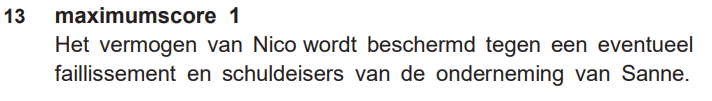 13 maximumscore 1
Het vermogen van Nico wordt beschermd tegen een eventueel
faillissement en schuldeisers van de onderneming van Sanne.